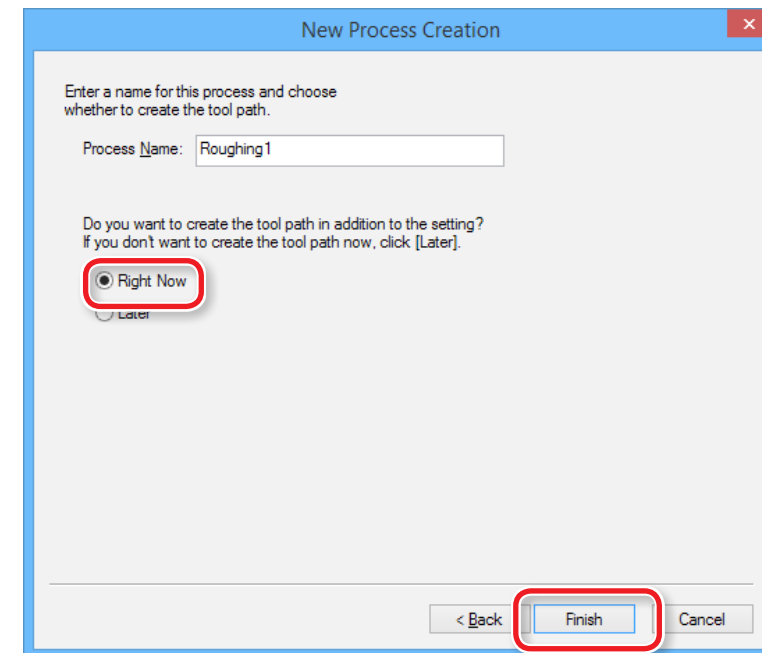 New Process Creation
Enter a name for this process and choose
whether to create the tool path.
Process Name: Roughing1
Do you want to create the tool path in addition to the setting?
If you don't want to create the tool path now, click [Later].
Right Now
Later
< Back Finish Cancel